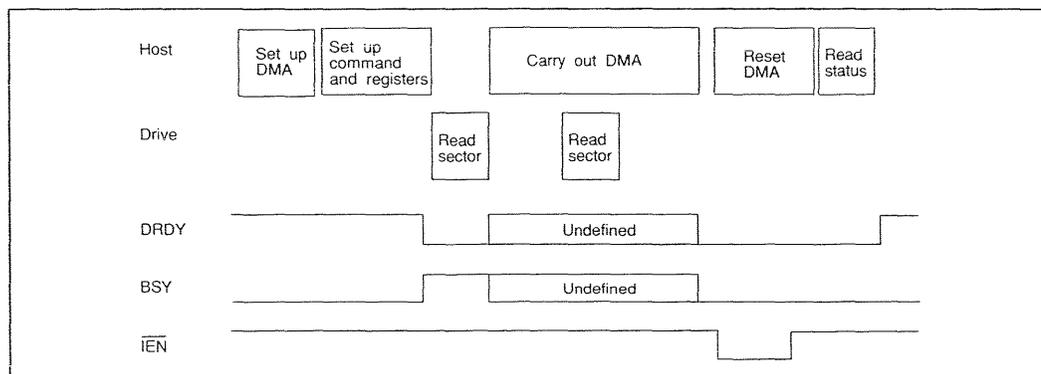 Host
Set up
DMA
Set up
command
and registers
Carry out DMA
Reset
DMA
Read
status
Drive
Read
sector
Read
sector
DRDY
Undefined
BSY
Undefined
IEN